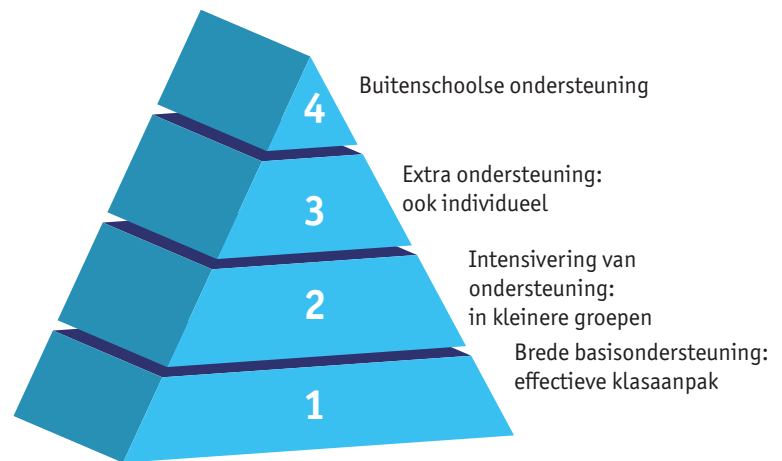 4
Buitenschoolse ondersteuning
3
Extra ondersteuning:
ook individueel
2
Intensivering van
ondersteuning:
in kleinere groepen
1
Brede basisondersteuning:
effectieve klasaanpak